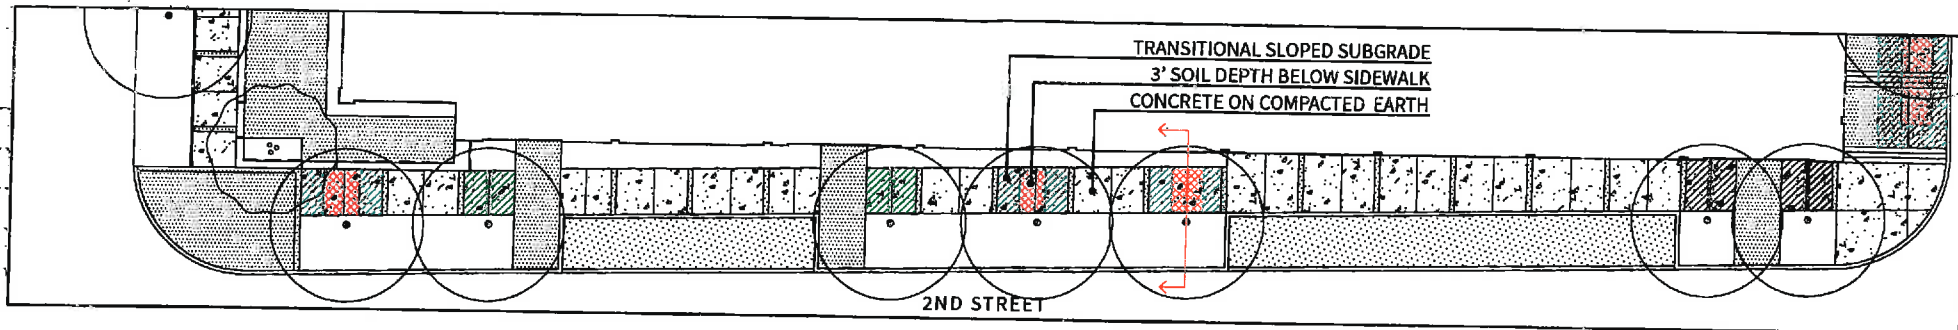 TRANSITIONAL SLOPED SUBGRADE
3' SOIL DEPTH BELOW SIDEWALK
CONCRETE ON COMPACTED EARTH
2ND STREET